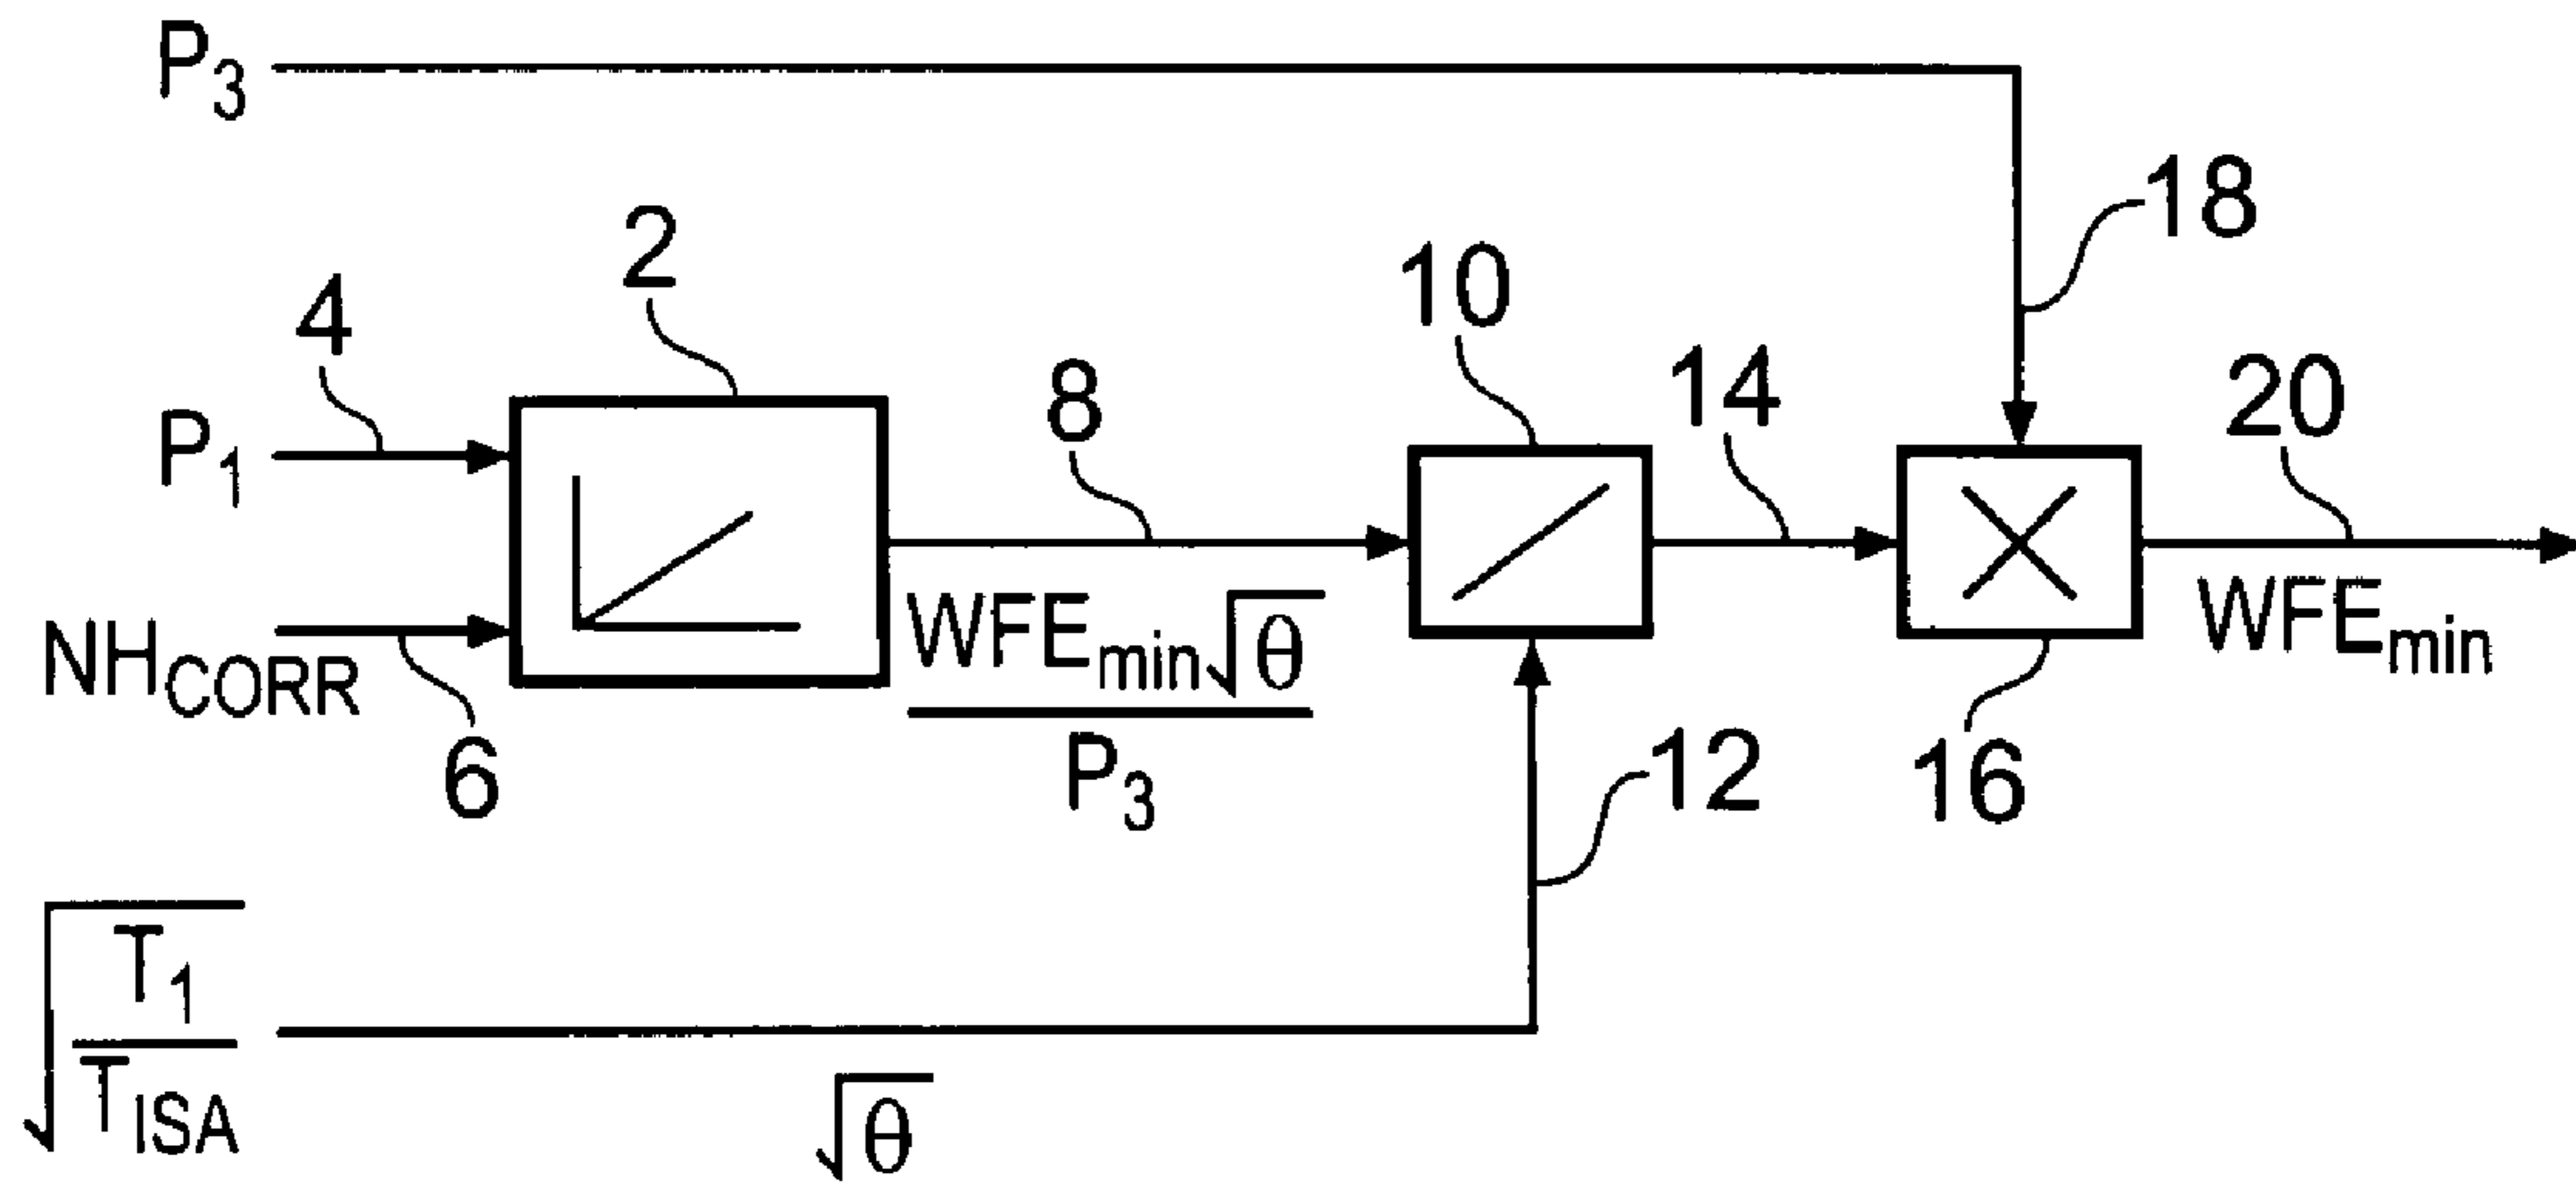 P3
18
2
10
4
14
20
8
P1
WFEmin√θ
P3
WFEmin
NHCORR
6
12
16
√T1
TISA
√θ